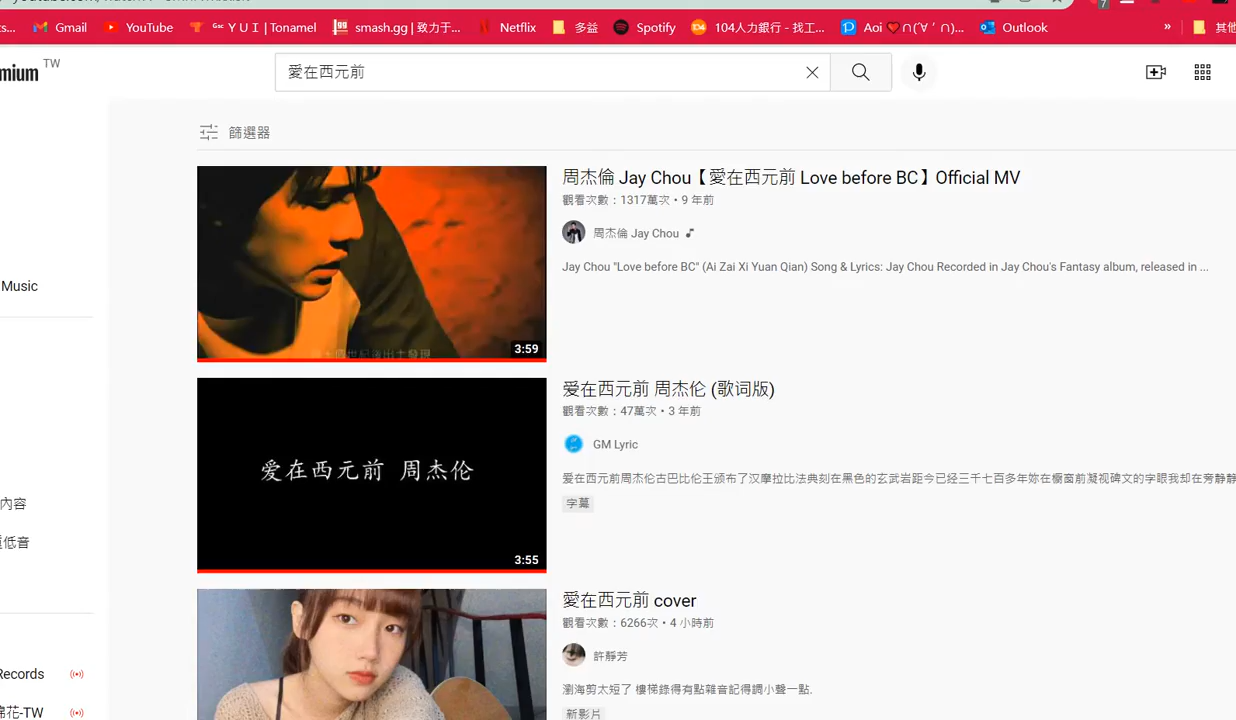 Gmail YouTube ᴳˢᶜ Y U I | Tonamel smash.gg | 致力于... Netflix 多益 Spotify 104人力銀行 - 找工... Aoi ♥∩(´∀`∩)... Outlook » 其他
mium TW
愛在西元前
篩選器
周杰倫 Jay Chou【愛在西元前 Love before BC】Official MV
觀看次數：1317萬次・9 年前
周杰倫 Jay Chou ♪
Jay Chou "Love before BC" (Ai Zai Xi Yuan Qian) Song & Lyrics: Jay Chou Recorded in Jay Chou's Fantasy album, released in ...
Music
3:59
爱在西元前 周杰伦 (歌词版)
觀看次數：47萬次・3 年前
GM Lyric
爱在西元前 周杰伦
爱在西元前周杰伦古巴比伦王颁布了汉摩拉比法典刻在黑色的玄武岩距今已经三千七百多年妳在橱窗前凝视碑文的字眼我却在旁静静
字幕
內容
低音
3:55
愛在西元前 cover
觀看次數：6266次・4 小時前
許靜芳
瀏海剪太短了 樓梯錄得有點雜音記得調小聲一點,
新影片
Records
棉花-TW